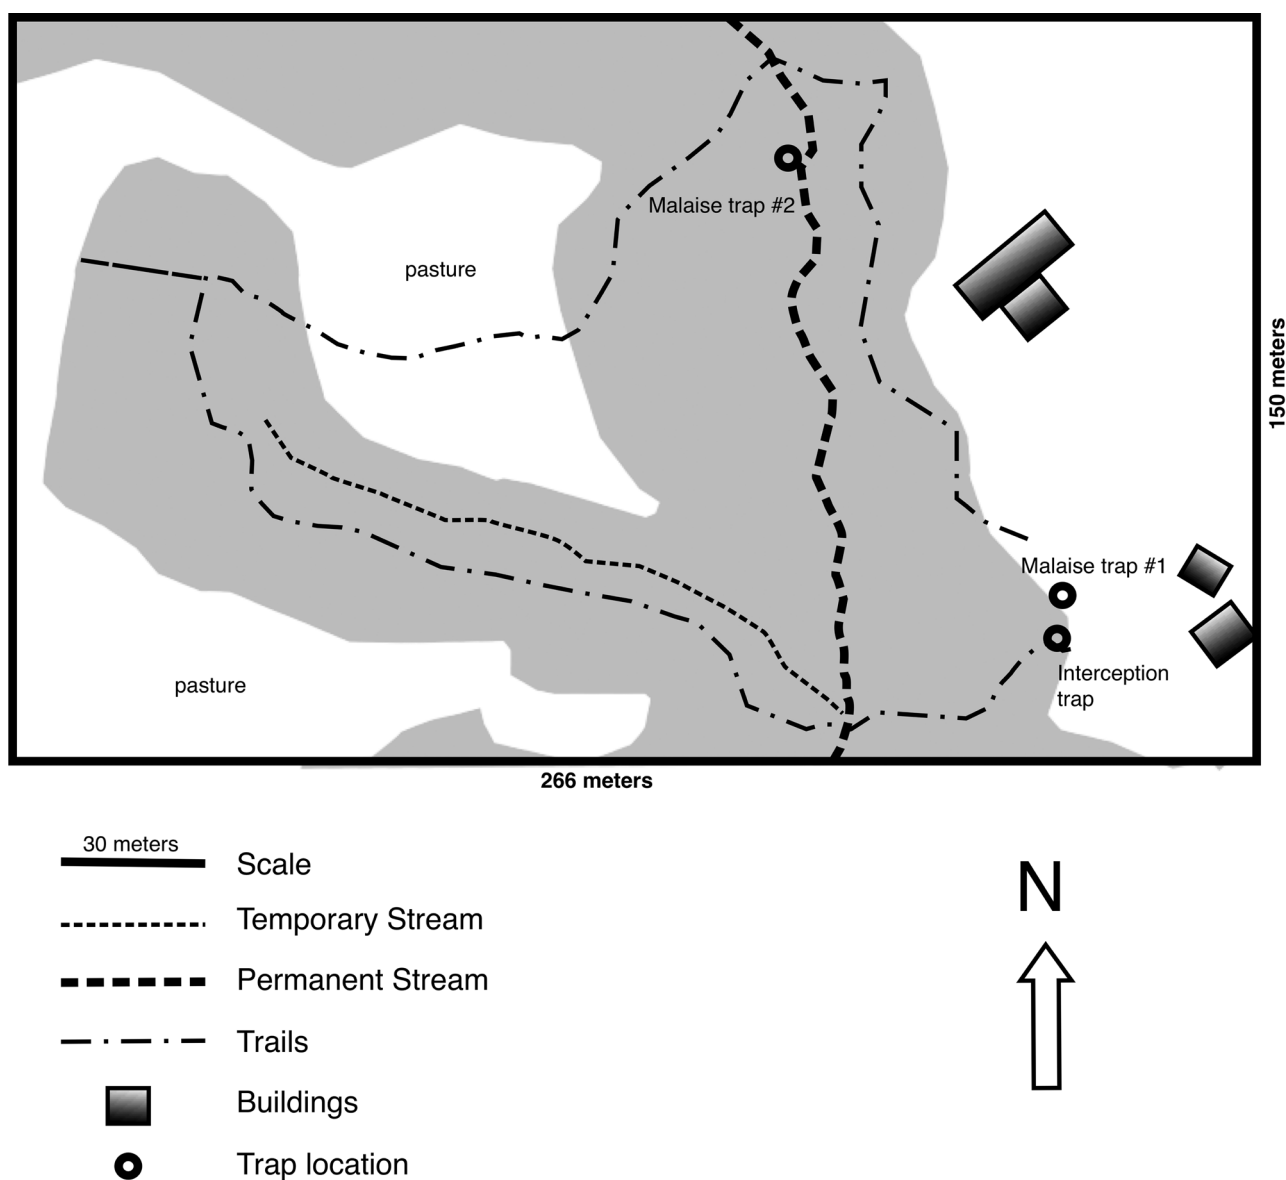 Malaise trap #2
pasture
150 meters
Malaise trap #1
Interception
trap
pasture
266 meters
30 meters
Scale
Temporary Stream
Permanent Stream
Trails
Buildings
Trap location
N